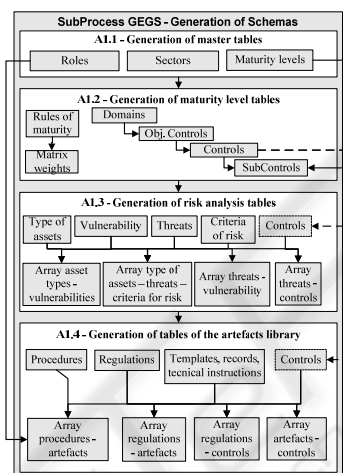 SubProcess GEGS - Generation of Schemas
A1.1 - Generation of master tables
Roles
Sectors
Maturity levels
A1.2 - Generation of maturity level tables
Rules of
maturity
Matrix
weights
Domains
Obj. Controls
Controls
SubControls
A1,3 - Generation of risk analysis tables
Type of
assets
Vulnerability
Threats
Criteria
of risk
Controls
Array asset
types -
vulnerabilities
Array type of
assets – threats -
criteria for risk
Array threats -
vulnerability
Array
threats -
controls
A1,4 - Generation of tables of the artefacts library
Procedures
Regulations
Templates, records,
tecnical instructions
Controls
Array
procedures -
artefacts
Array
regulations -
artefacts
Array
regulations -
controls
Array
artefacts -
controls